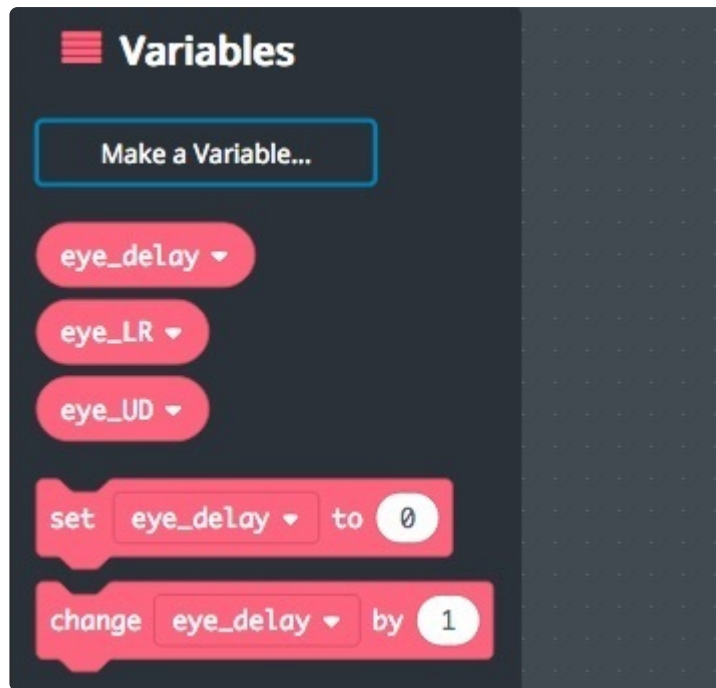 Variables
Make a Variable...
eye_delay
eye_LR
eye_UD
set eye_delay to 0
change eye_delay by 1